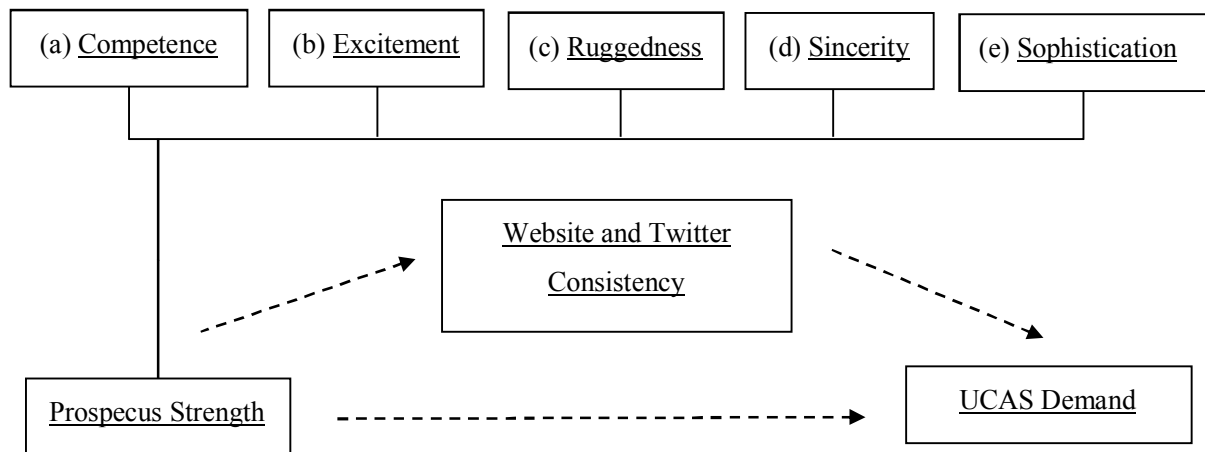 (a) Competence
(b) Excitement
(c) Ruggedness
(d) Sincerity
(e) Sophistication
Website and Twitter
Consistency
Prospecus Strength
UCAS Demand